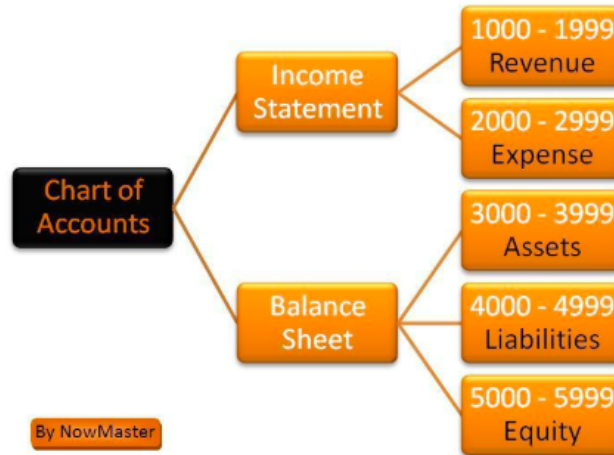 Chart of
Accounts
Income
Statement
1000 - 1999
Revenue
2000 - 2999
Expense
Balance
Sheet
3000 - 3999
Assets
4000 - 4999
Liabilities
5000 - 5999
Equity
By NowMaster